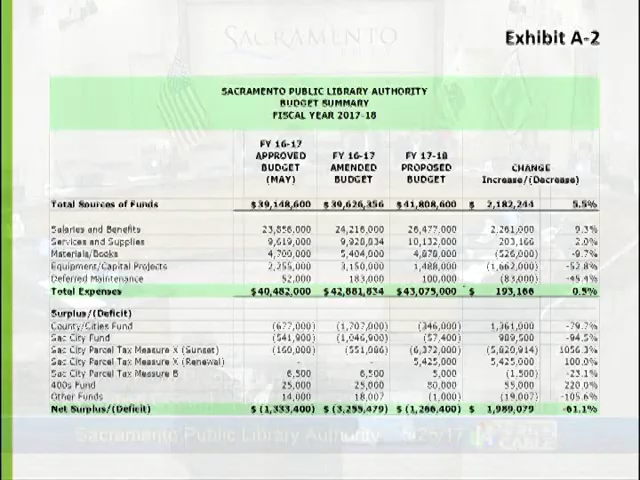 SACRAMENTO
Exhibit A-2
SACRAMENTO PUBLIC LIBRARY AUTHORITY
BUDGET SUMMARY
FISCAL YEAR 2017-18
FY 16-17 APPROVED BUDGET (MAY) FY 16-17 AMENDED BUDGET FY 17-18 PROPOSED BUDGET CHANGE Increase/(Decrease)
Total Sources of Funds $39,148,600 $39,626,356 $41,808,600 $ 2,182,244 5.5%
Salaries and Benefits 23,856,000 24,216,000 26,477,000 2,261,000 9.3%
Services and Supplies 9,619,000 9,928,834 10,132,000 203,166 2.0%
Materials/Books 4,700,000 5,404,000 4,878,000 (526,000) -9.7%
Equipment/Capital Projects 2,255,000 3,150,000 1,488,000 (1,662,000) -52.8%
Deferred Maintenance 52,000 183,000 100,000 (83,000) -45.4%
Total Expenses $40,482,000 $42,881,834 $43,075,000 $ 193,166 0.5%
Surplus/(Deficit)
County/Cities Fund (677,000) (1,707,000) (346,000) 1,361,000 -79.7%
Sac City Fund (541,900) (1,046,900) (57,400) 989,500 -94.5%
Sac City Parcel Tax Measure X (Sunset) (160,000) (551,086) (6,372,000) (5,820,914) 1056.3%
Sac City Parcel Tax Measure X (Renewal) - - 5,425,000 5,425,000 100.0%
Sac City Parcel Tax Measure B 6,500 6,500 5,000 (1,500) -23.1%
400s Fund 25,000 25,000 80,000 55,000 220.0%
Other Funds 14,000 18,007 (1,000) (19,007) -105.6%
Net Surplus/(Deficit) $ (1,333,400) $ (3,255,479) $ (1,266,400) $ 1,989,079 -61.1%
Sacramento Public Library Authority 5/25/17
CABLE